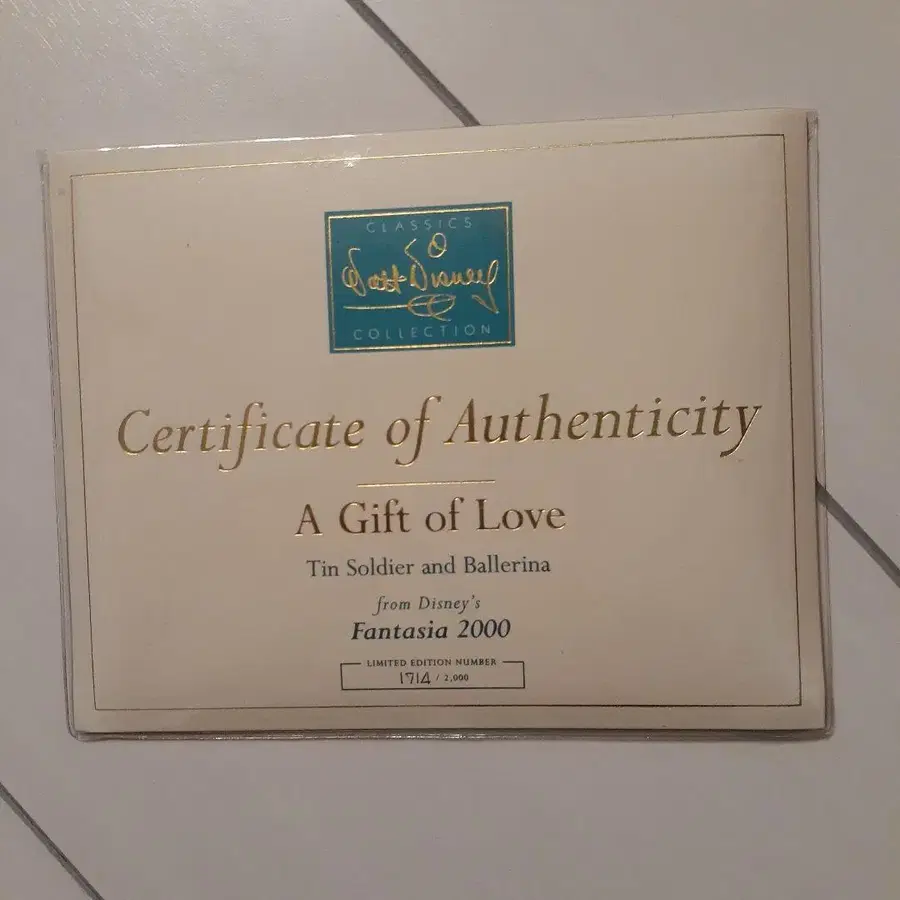 CLASSICS
Walt Disney
COLLECTION
Certificate of Authenticity
A Gift of Love
Tin Soldier and Ballerina
from Disney's
Fantasia 2000
LIMITED EDITION NUMBER
1714 / 2,000